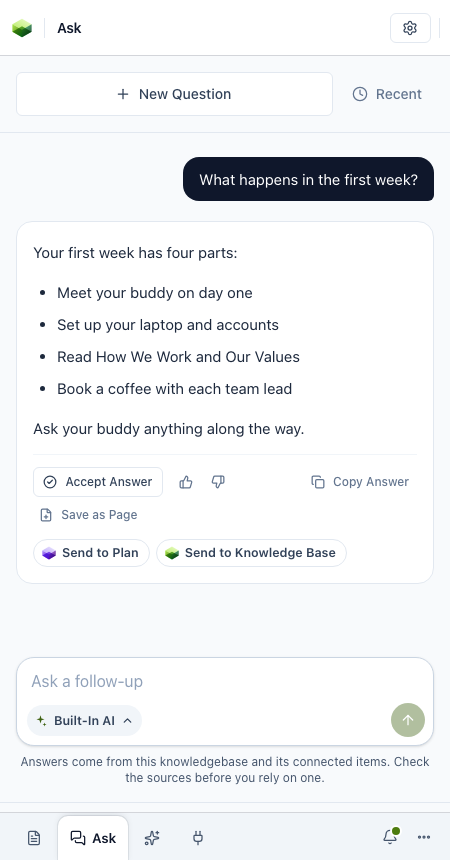 Ask
New Question
Recent
What happens in the first week?
Your first week has four parts:
Meet your buddy on day one
Set up your laptop and accounts
Read How We Work and Our Values
Book a coffee with each team lead
Ask your buddy anything along the way.
Accept Answer
Copy Answer
Save as Page
Send to Plan
Send to Knowledge Base
Ask a follow-up
Built-In AI
Answers come from this knowledgebase and its connected items. Check
the sources before you rely on one.
Ask